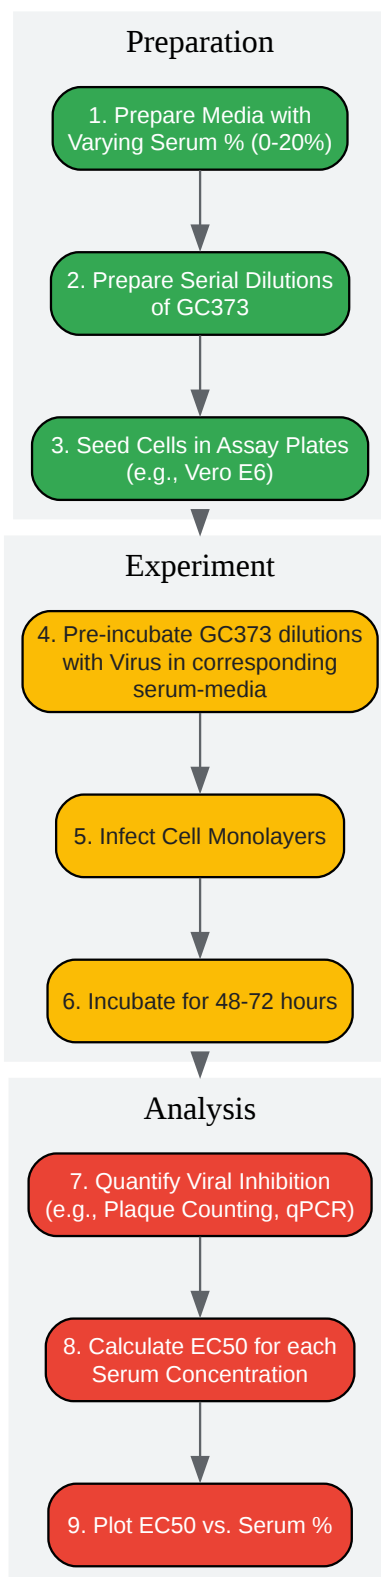 Preparation
1. Prepare Media with
Varying Serum % (0-20%)
2. Prepare Serial Dilutions
of GC373
3. Seed Cells in Assay Plates
(e.g., Vero E6)
Experiment
4. Pre-incubate GC373 dilutions
with Virus in corresponding
serum-media
5. Infect Cell Monolayers
6. Incubate for 48-72 hours
Analysis
7. Quantify Viral Inhibition
(e.g., Plaque Counting, qPCR)
8. Calculate EC50 for each
Serum Concentration
9. Plot EC50 vs. Serum %